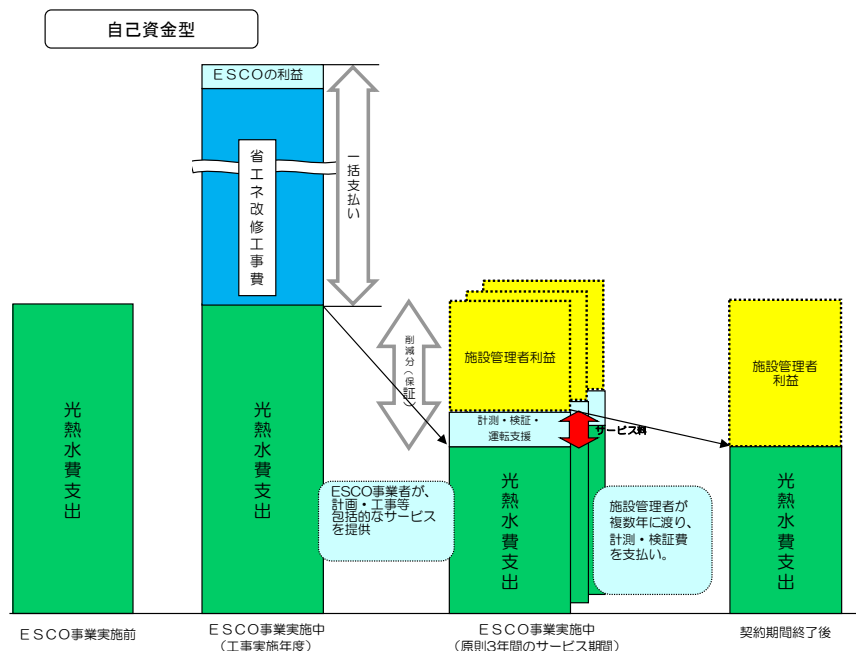 自己資金型
ESCOの利益
省エネ改修工事費
一括支払い
削減分(保証)
施設管理者利益
計測・検証・
運転支援
サービス料
施設管理者
利益
光熱水費支出
光熱水費支出
光熱水費支出
光熱水費支出
ESCO事業者が、
計画・工事等
包括的なサービス
を提供
施設管理者が
複数年に渡り、
計測・検証費
を支払い。
ESCO事業実施前
ESCO事業実施中
(工事実施年度)
ESCO事業実施中
(原則3年間のサービス期間)
契約期間終了後